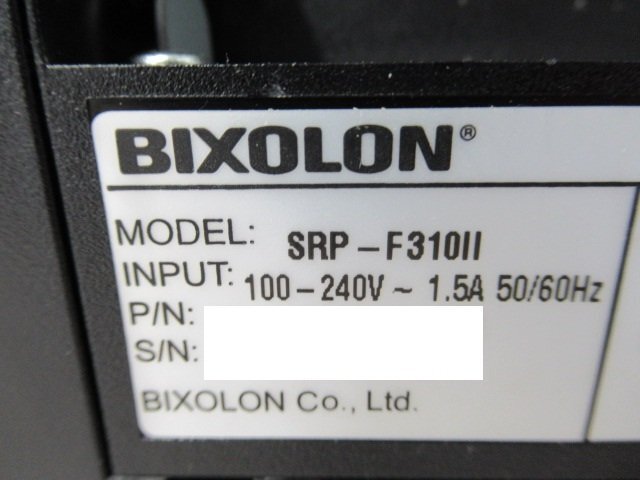 BIXOLON®
MODEL: SRP-F310II
INPUT: 100-240V ~ 1.5A 50/60Hz
P/N:
S/N:
BIXOLON Co., Ltd.